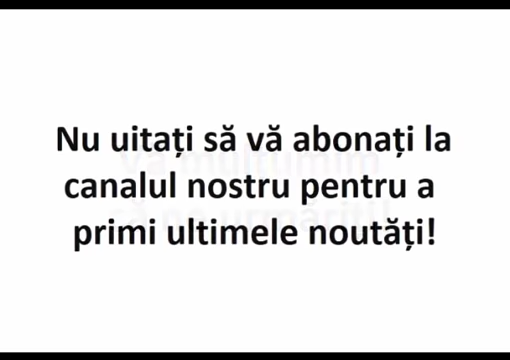 Nu uitați să vă abonați la
canalul nostru pentru a
primi ultimele noutăți!